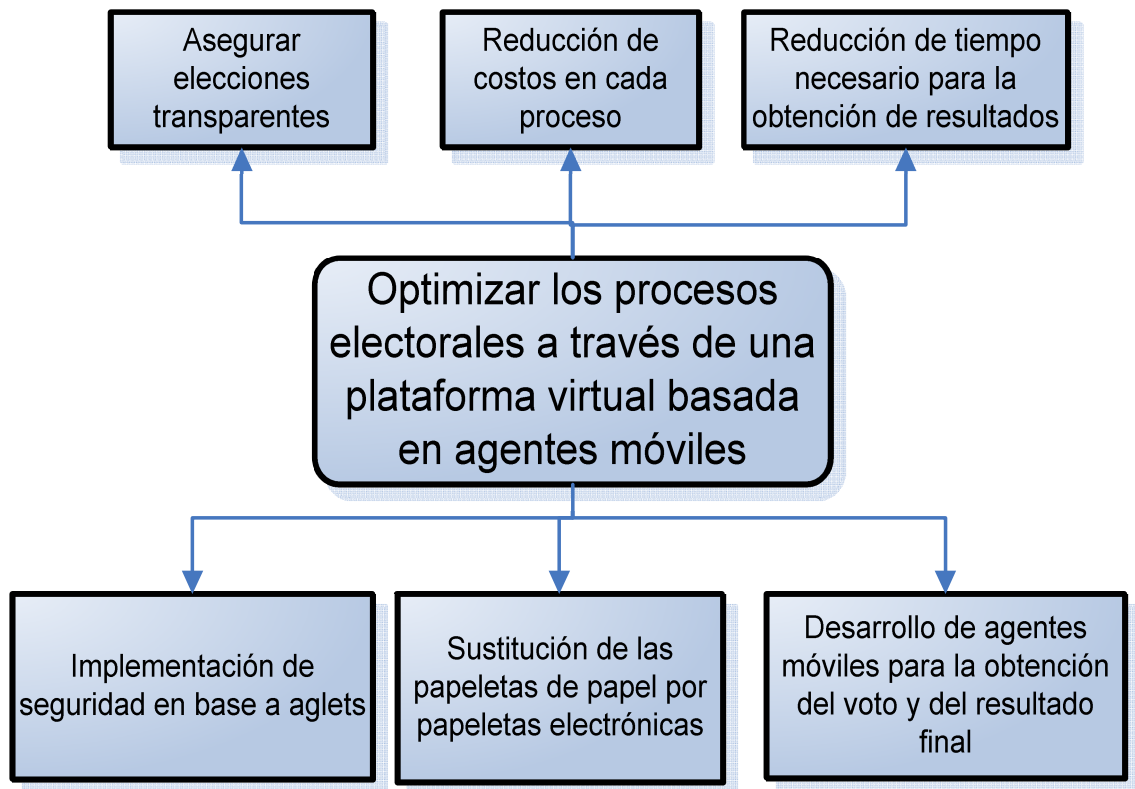 Asegurar
elecciones
transparentes
Reducción de
costos en cada
proceso
Reducción de tiempo
necesario para la
obtención de resultados
Optimizar los procesos
electorales a través de una
plataforma virtual basada
en agentes móviles
Implementación de
seguridad en base a aglets
Sustitución de las
papeletas de papel por
papeletas electrónicas
Desarrollo de agentes
móviles para la obtención
del voto y del resultado
final